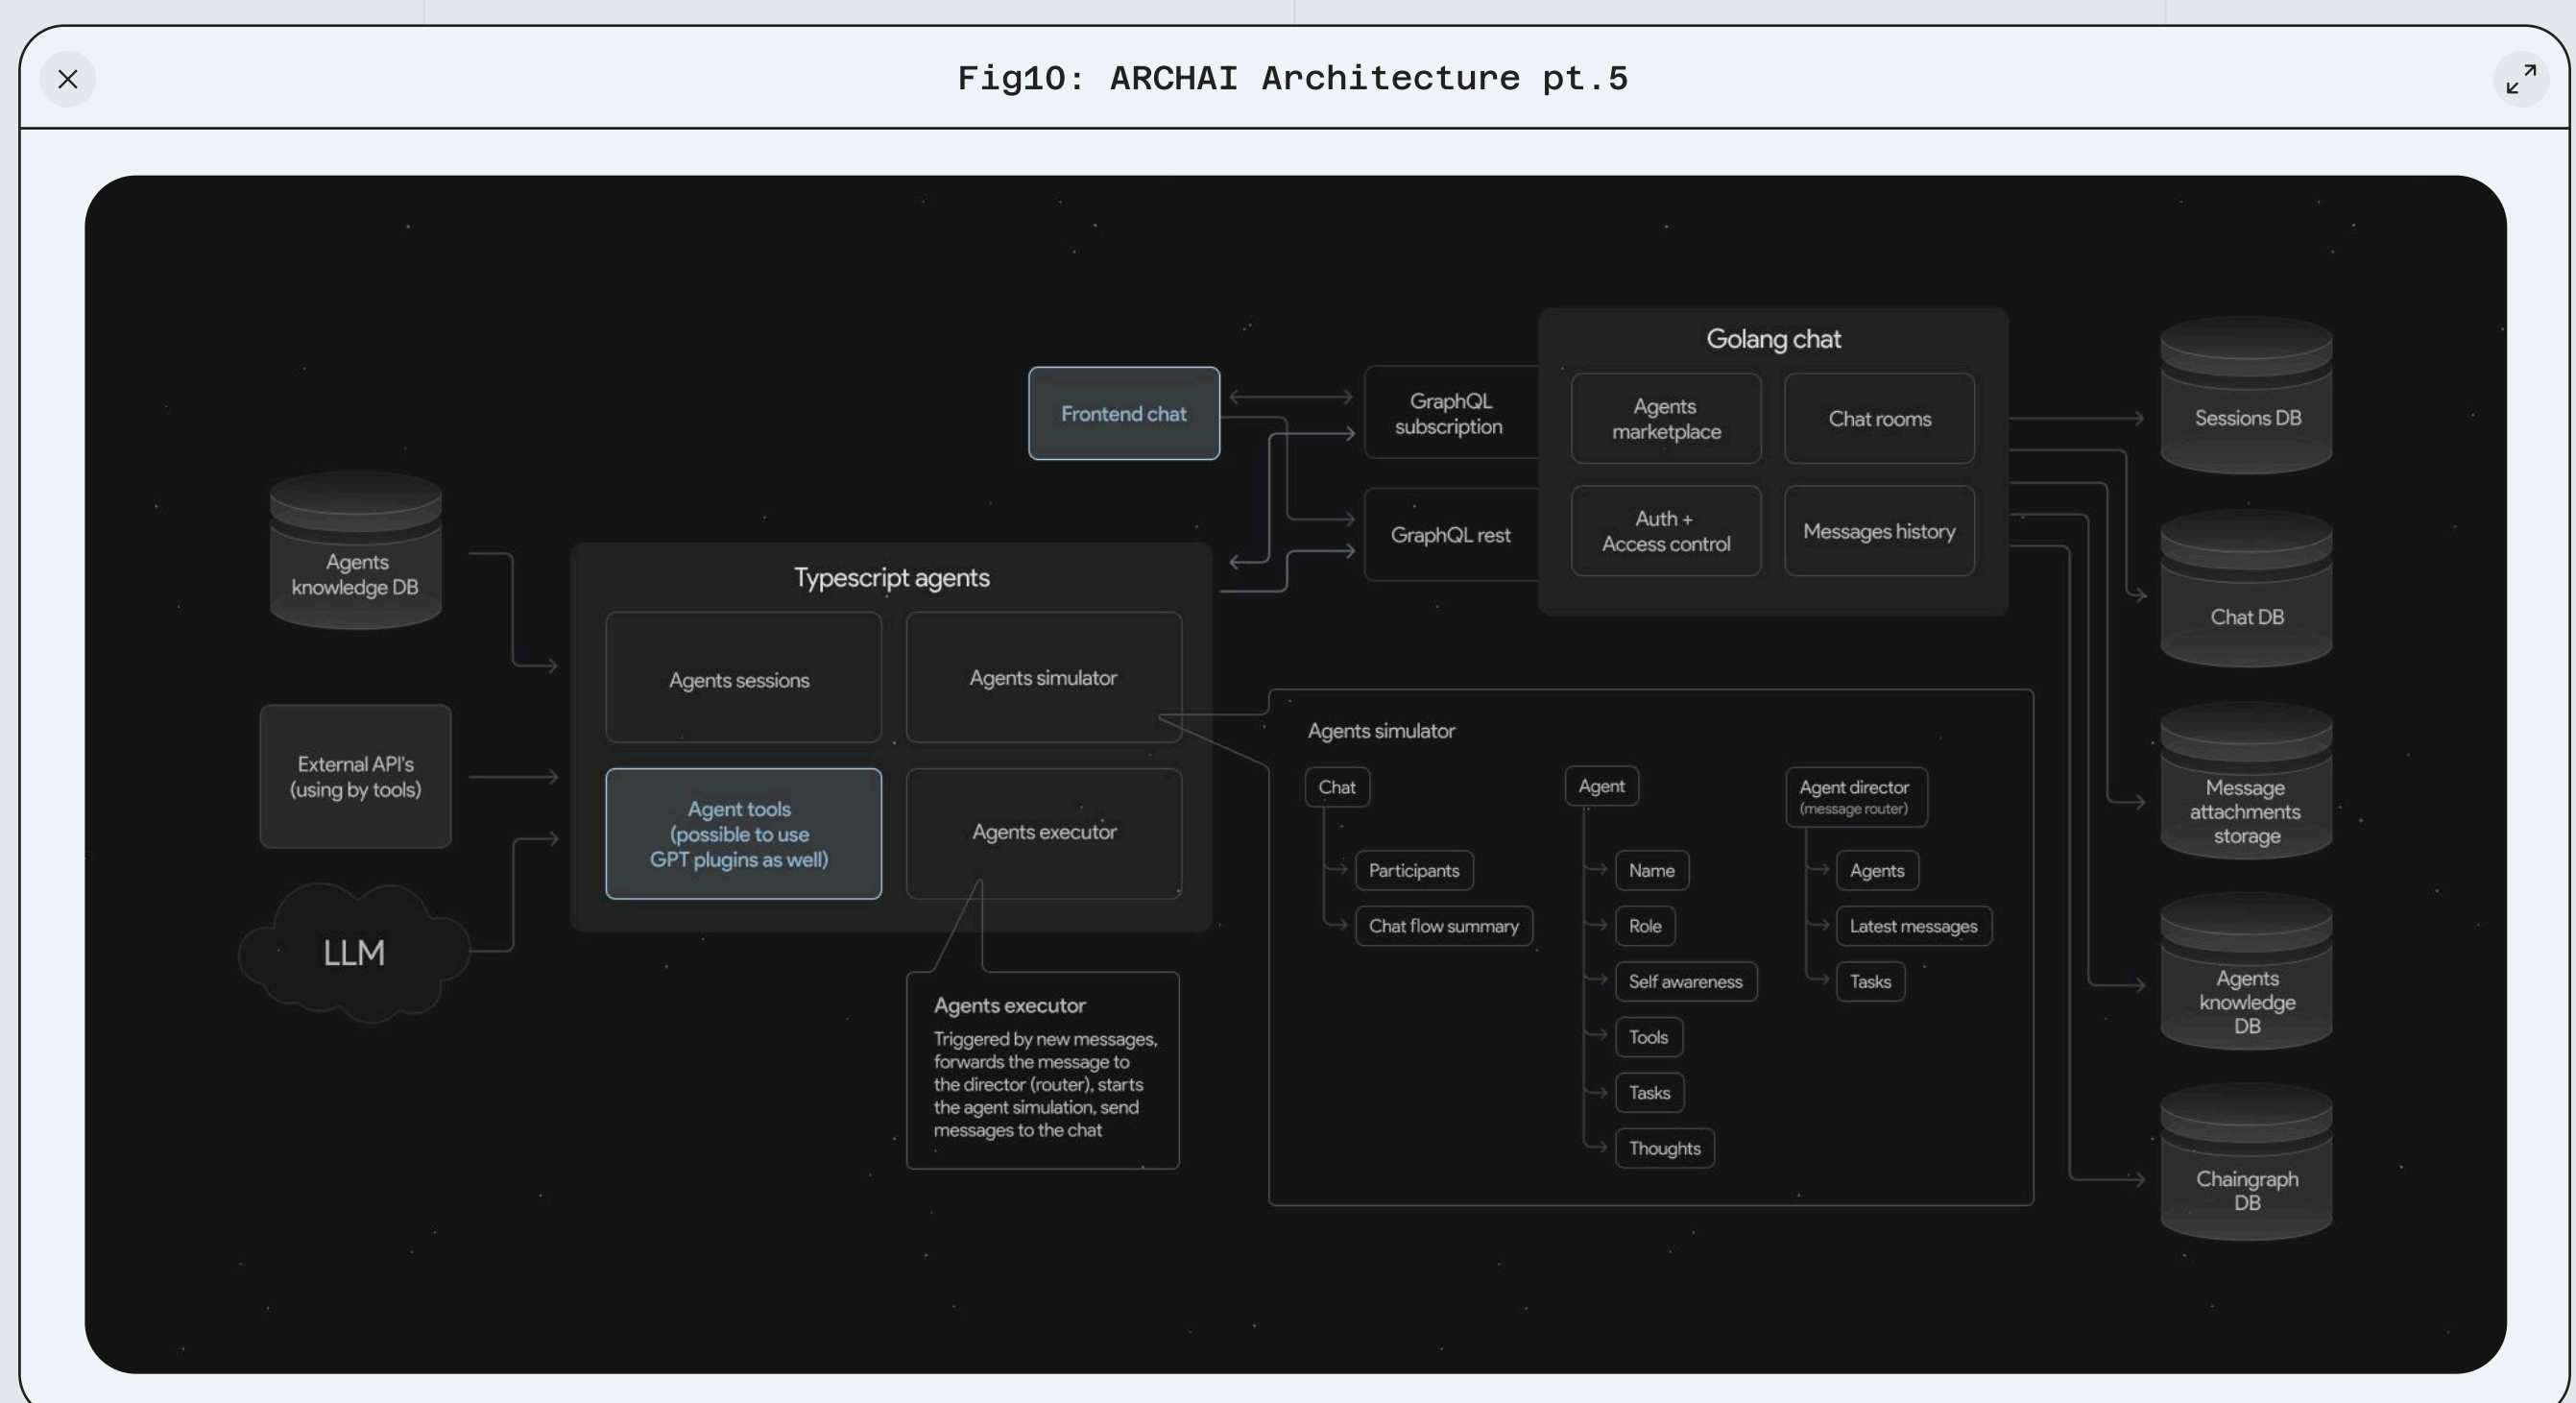 Fig10: ARCHAI Architecture pt.5
Golang chat
Frontend chat
GraphQL
subscription
Agents
marketplace
Chat rooms
Sessions DB
GraphQL rest
Auth +
Access control
Messages history
Agents
knowledge DB
Typescript agents
Agents sessions
Agents simulator
Chat DB
External API's
(using by tools)
Agent tools
(possible to use
GPT plugins as well)
Agents executor
LLM
Agents executor
Triggered by new messages,
forwards the message to
the director (router), starts
the agent simulation, send
messages to the chat
Agents simulator
Chat
Participants
Chat flow summary
Agent
Name
Role
Self awareness
Tools
Tasks
Thoughts
Agent director
(message router)
Agents
Latest messages
Tasks
Message
attachments
storage
Agents
knowledge
DB
Chaingraph
DB